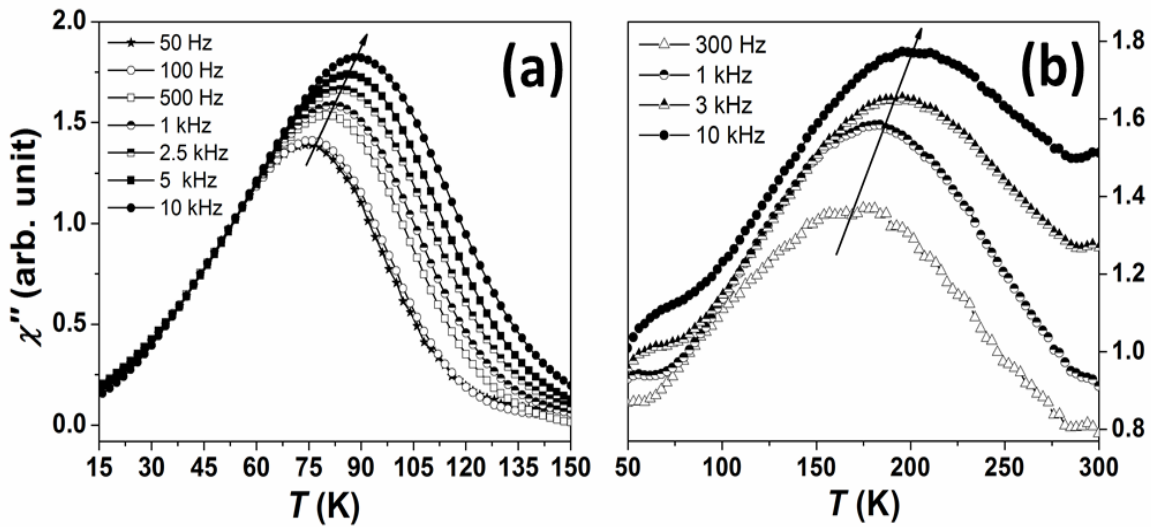 χ″ (arb. unit)
2.0
1.5
1.0
0.5
0.0
50 Hz
100 Hz
500 Hz
1 kHz
2.5 kHz
5 kHz
10 kHz
(a)
15 30 45 60 75 90 105 120 135 150
T (K)
300 Hz
1 kHz
3 kHz
10 kHz
(b)
1.8
1.6
1.4
1.2
1.0
0.8
50 100 150 200 250 300
T (K)